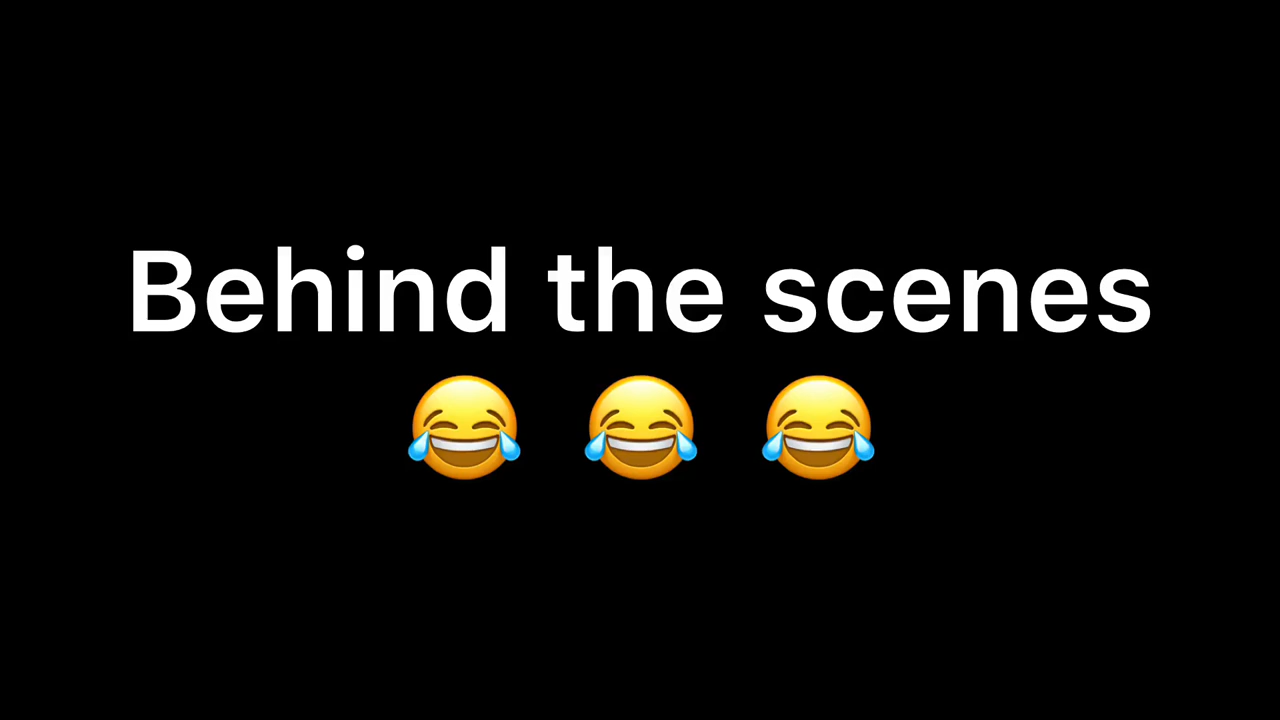 Behind the scenes
😂 😂 😂